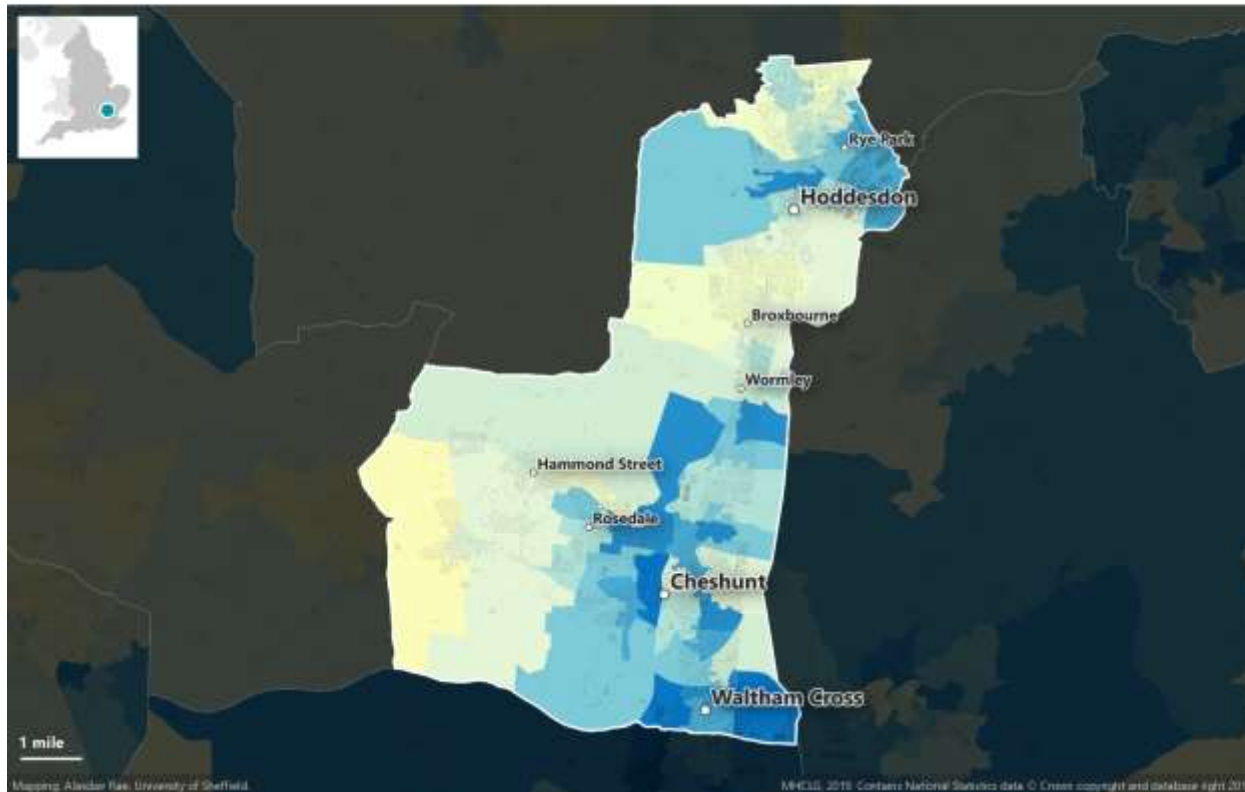 Rye Park
Hoddesdon
Broxbourne
Wormley
Hammond Street
Rosedale
Cheshunt
Waltham Cross
1 mile
Mapping: Alasdair Rae, University of Sheffield.
MHCLG, 2019. Contains National Statistics data. © Crown copyright and database right 201